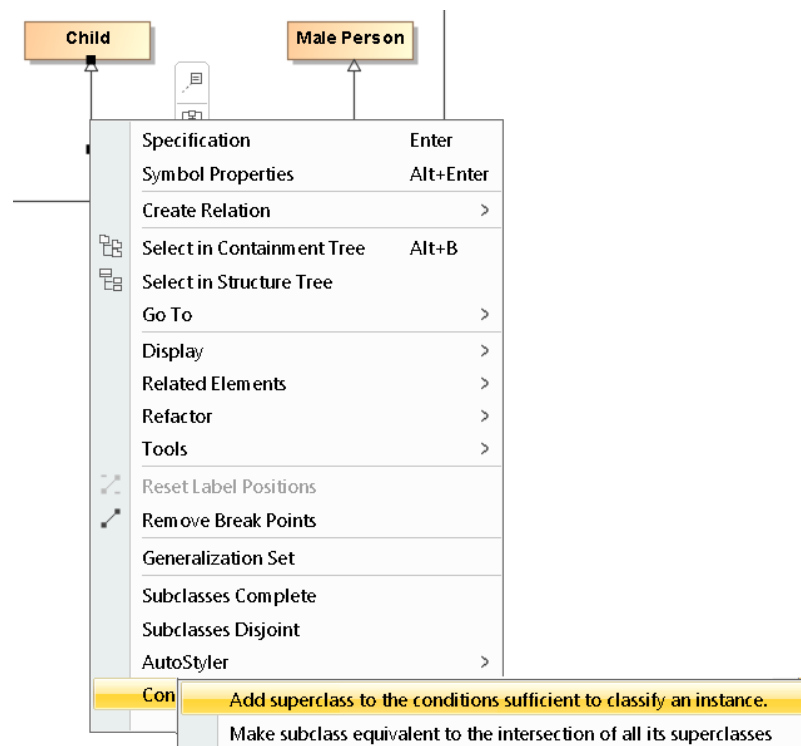 Child
Male Person
Specification Enter
Symbol Properties Alt+Enter
Create Relation >
Select in Containment Tree Alt+B
Select in Structure Tree
Go To >
Display >
Related Elements >
Refactor >
Tools >
Reset Label Positions
Remove Break Points
Generalization Set
Subclasses Complete
Subclasses Disjoint
AutoStyler >
Con
Add superclass to the conditions sufficient to classify an instance.
Make subclass equivalent to the intersection of all its superclasses